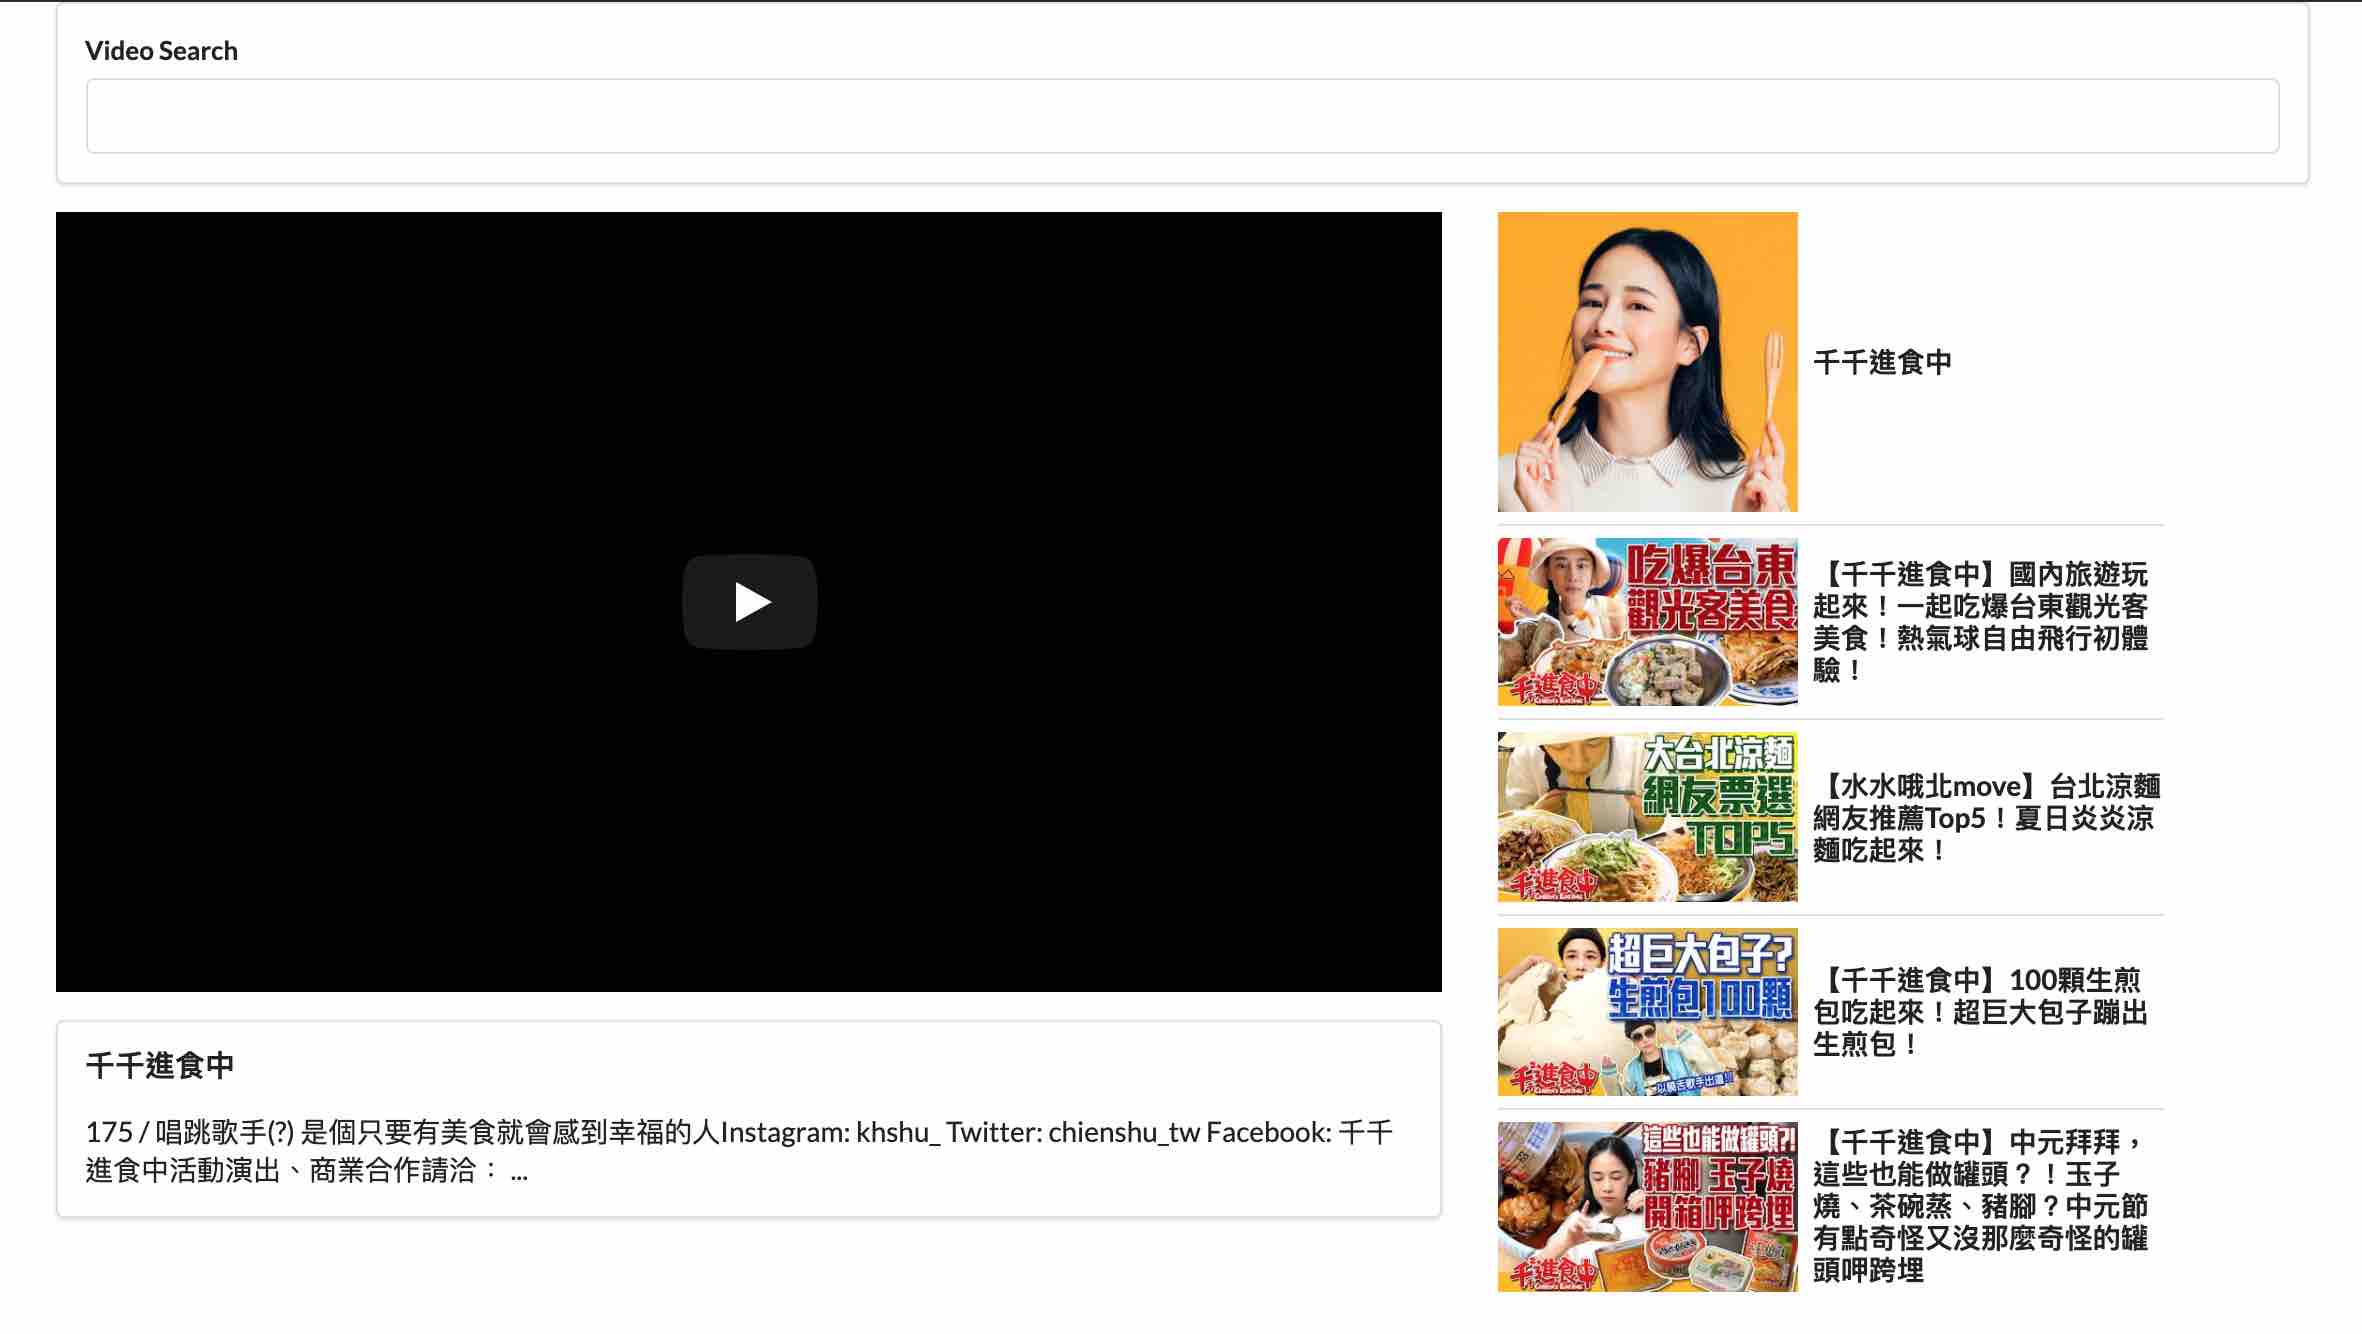 Video Search
千千進食中
175 / 唱跳歌手(?) 是個只要有美食就會感到幸福的人Instagram: khshu_ Twitter: chienshu_tw Facebook: 千千
進食中活動演出、商業合作請洽： ...
千千進食中
吃爆台東
觀光客美食
千千進食中
【千千進食中】國內旅遊玩
起來！一起吃爆台東觀光客
美食！熱氣球自由飛行初體
驗！
大台北涼麵
網友票選
TOP5
千千進食中
【水水哦北move】台北涼麵
網友推薦Top5！夏日炎炎涼
麵吃起來！
超巨大包子?
生煎包100顆
以饒舌歌手出道!!
千千進食中
【千千進食中】100顆生煎
包吃起來！超巨大包子蹦出
生煎包！
這些也能做罐頭?!
豬腳 玉子燒
開箱呷跨埋
千千進食中
【千千進食中】中元拜拜，
這些也能做罐頭？！玉子
燒、茶碗蒸、豬腳？中元節
有點奇怪又沒那麼奇怪的罐
頭呷跨埋